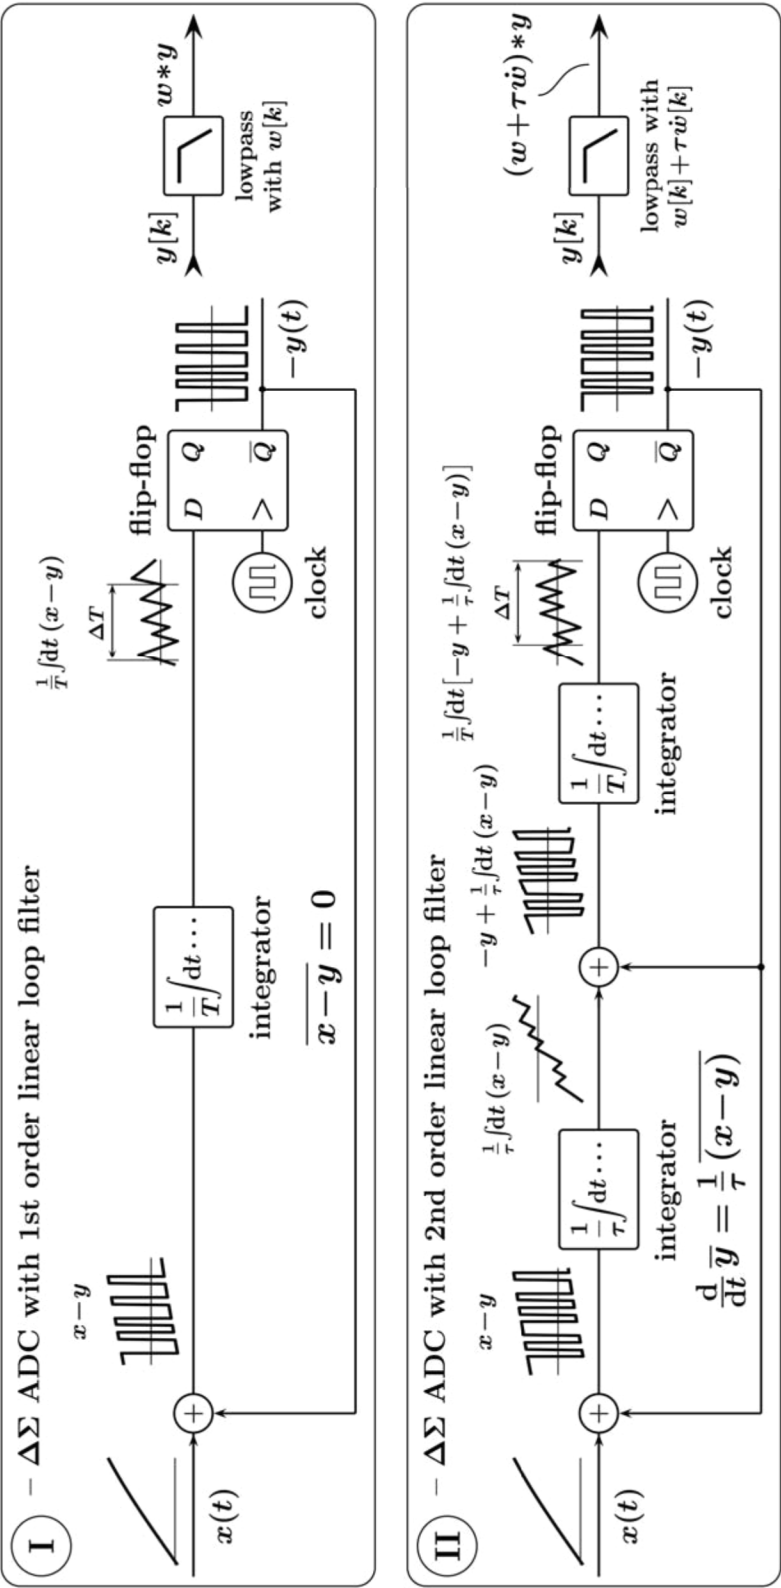 I – ΔΣ ADC with 1st order linear loop filter
x(t)
x−y
1/T ∫dt ···
integrator
x−y‾ = 0
1/T ∫dt (x−y)
ΔT
clock
flip-flop
D Q
> Q̅
−y(t)
y[k]
lowpass
with w[k]
w∗y
II – ΔΣ ADC with 2nd order linear loop filter
x(t)
x−y
1/τ ∫dt ···
integrator
d/dt y̅ = 1/τ (x−y)‾
1/τ ∫dt (x−y)
−y + 1/τ ∫dt (x−y)
1/T ∫dt ···
integrator
1/T ∫dt [−y + 1/τ ∫dt (x−y)]
ΔT
clock
flip-flop
D Q
> Q̅
−y(t)
y[k]
lowpass with
w[k]+τẇ[k]
(w+τẇ)∗y